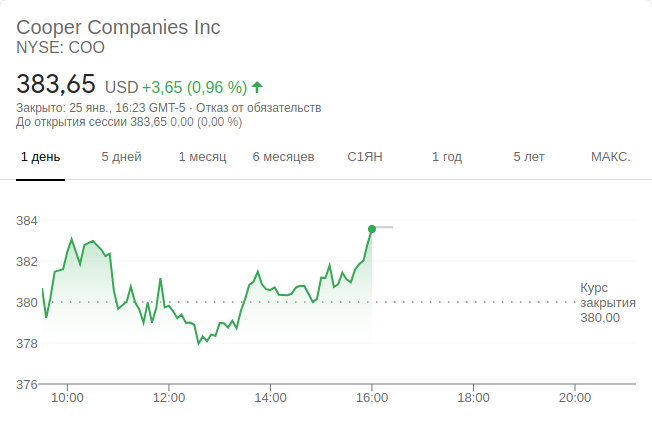 Cooper Companies Inc
NYSE: COO
383,65 USD +3,65 (0,96 %)
Закрыто: 25 янв., 16:23 GMT-5 · Отказ от обязательств
До открытия сессии 383,65 0,00 (0,00 %)
1 день 5 дней 1 месяц 6 месяцев С1ЯН 1 год 5 лет МАКС.
384
382
380
378
376
Курс
закрытия
380,00
10:00 12:00 14:00 16:00 18:00 20:00